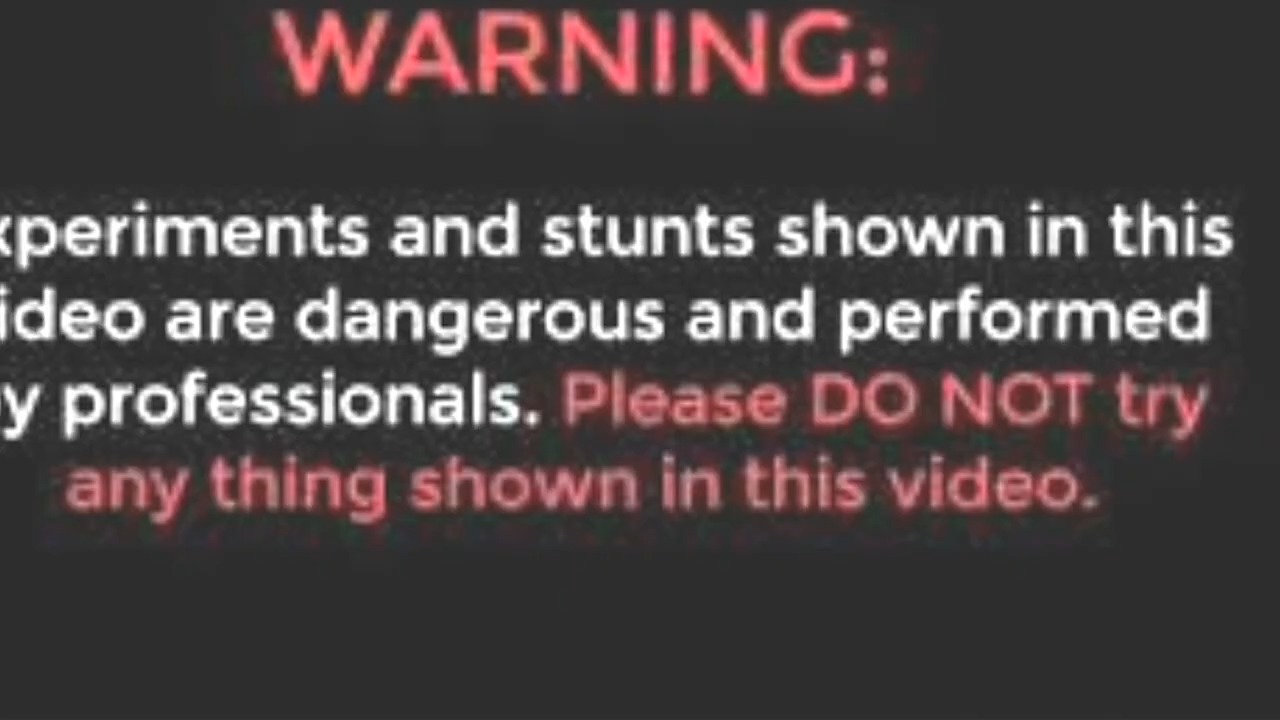 WARNING:
xperiments and stunts shown in this
ideo are dangerous and performed
y professionals. Please DO NOT try
any thing shown in this video.